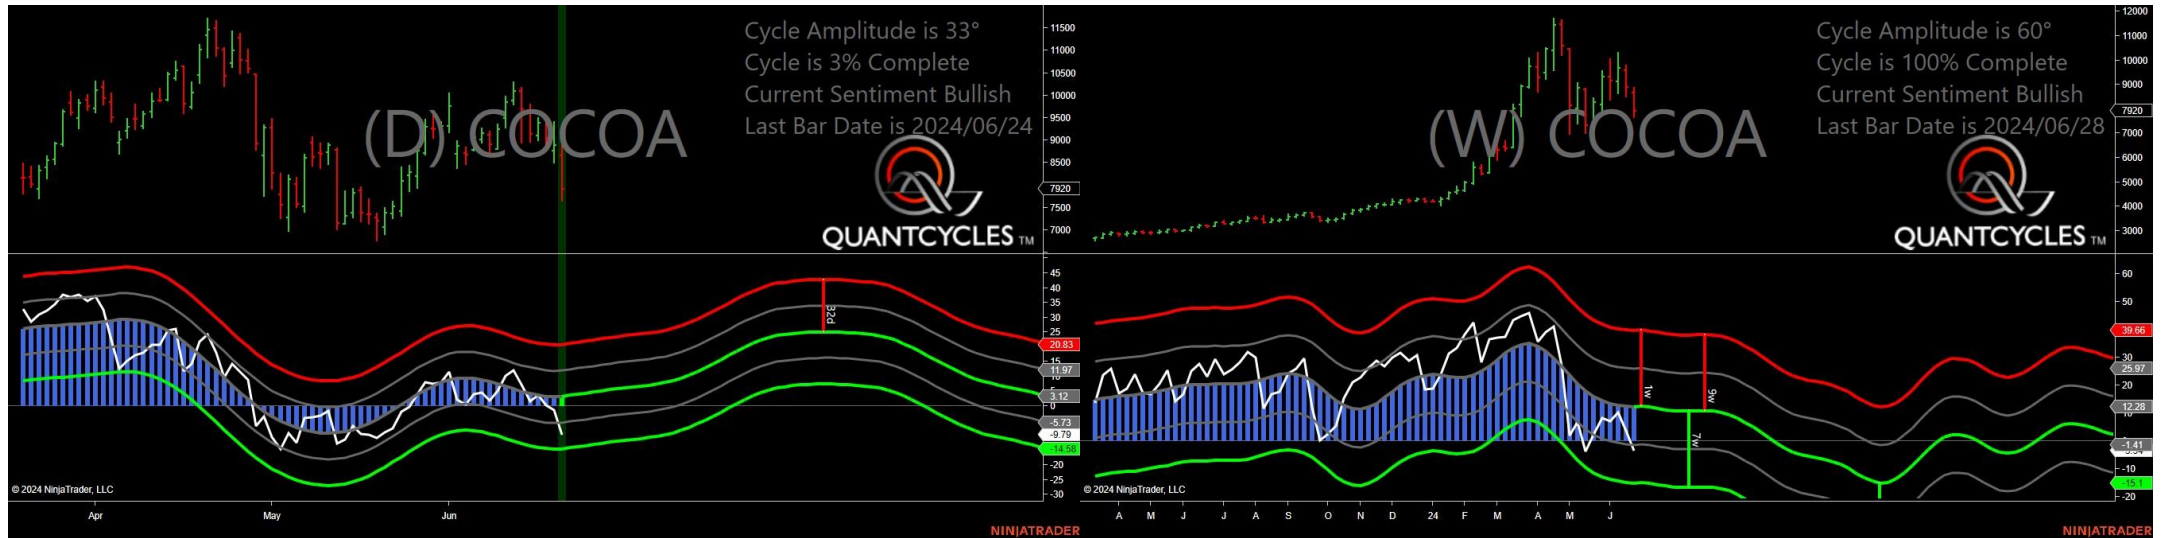 Cycle Amplitude is 33°
Cycle is 3% Complete
Current Sentiment Bullish
Last Bar Date is 2024/06/24
(D) COCOA
QUANTCYCLES TM
11500
11000
10500
10000
9500
9000
8500
7920
7500
7000
45
40
35
30
25
20.83
15
11.97
5
3.12
0
-5.73
-9.79
-14.58
-20
-25
-30
32d
© 2024 NinjaTrader, LLC
Apr May Jun
NINJATRADER
Cycle Amplitude is 60°
Cycle is 100% Complete
Current Sentiment Bullish
Last Bar Date is 2024/06/28
(W) COCOA
QUANTCYCLES TM
12000
11000
10000
9000
7920
7000
6000
5000
4000
3000
60
50
39.66
30
25.97
20
12.28
-1.41
-10
-15.1
-20
1w
9w
7w
© 2024 NinjaTrader, LLC
A M J J A S O N D 24 F M A M J
NINJATRADER